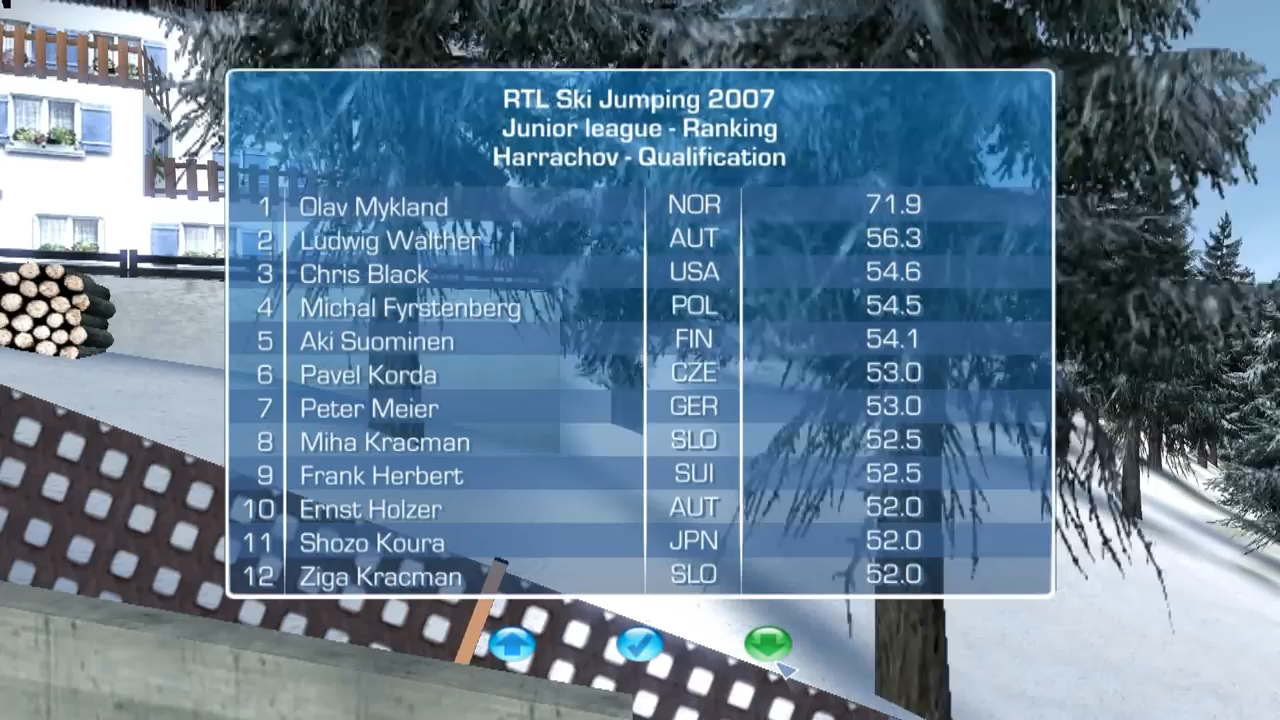 RTL Ski Jumping 2007
Junior league - Ranking
Harrachov - Qualification
1 Olav Mykland NOR 71.9
2 Ludwig Walther AUT 56.3
3 Chris Black USA 54.6
4 Michal Fyrstenberg POL 54.5
5 Aki Suominen FIN 54.1
6 Pavel Korda CZE 53.0
7 Peter Meier GER 53.0
8 Miha Kracman SLO 52.5
9 Frank Herbert SUI 52.5
10 Ernst Holzer AUT 52.0
11 Shozo Koura JPN 52.0
12 Ziga Kracman SLO 52.0